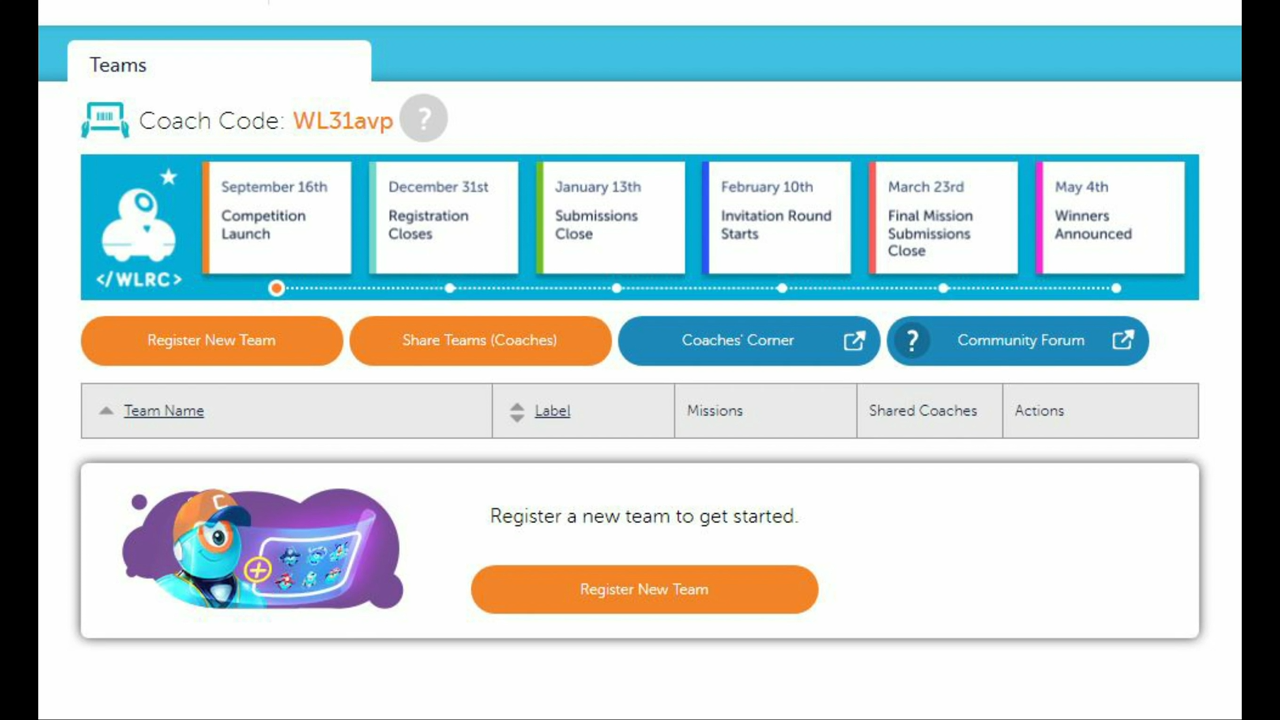 Teams
Coach Code: WL31avp ?
September 16th
Competition
Launch
December 31st
Registration
Closes
January 13th
Submissions
Close
February 10th
Invitation Round
Starts
March 23rd
Final Mission
Submissions
Close
May 4th
Winners
Announced
</WLRC>
Register New Team
Share Teams (Coaches)
Coaches' Corner
? Community Forum
Team Name
Label
Missions
Shared Coaches
Actions
C
Register a new team to get started.
Register New Team